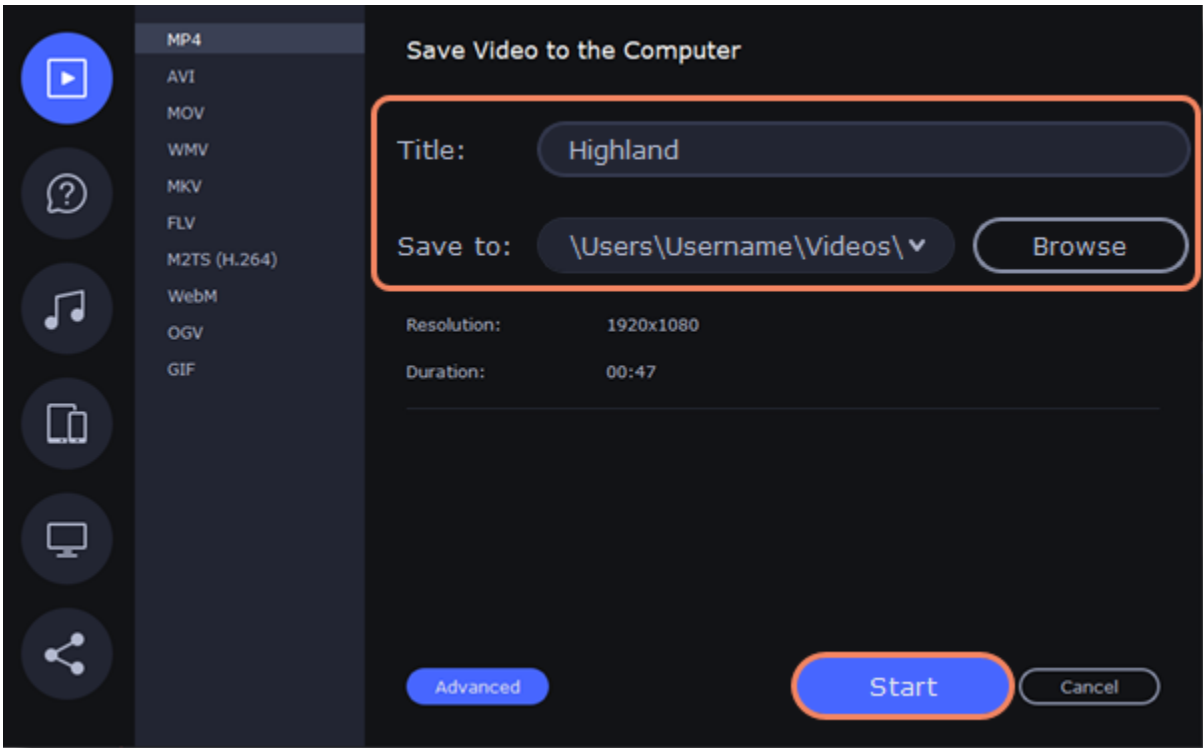 MP4
AVI
MOV
WMV
MKV
FLV
M2TS (H.264)
WebM
OGV
GIF
Save Video to the Computer
Title: Highland
Save to: \Users\Username\Videos\ Browse
Resolution: 1920x1080
Duration: 00:47
Advanced Start Cancel